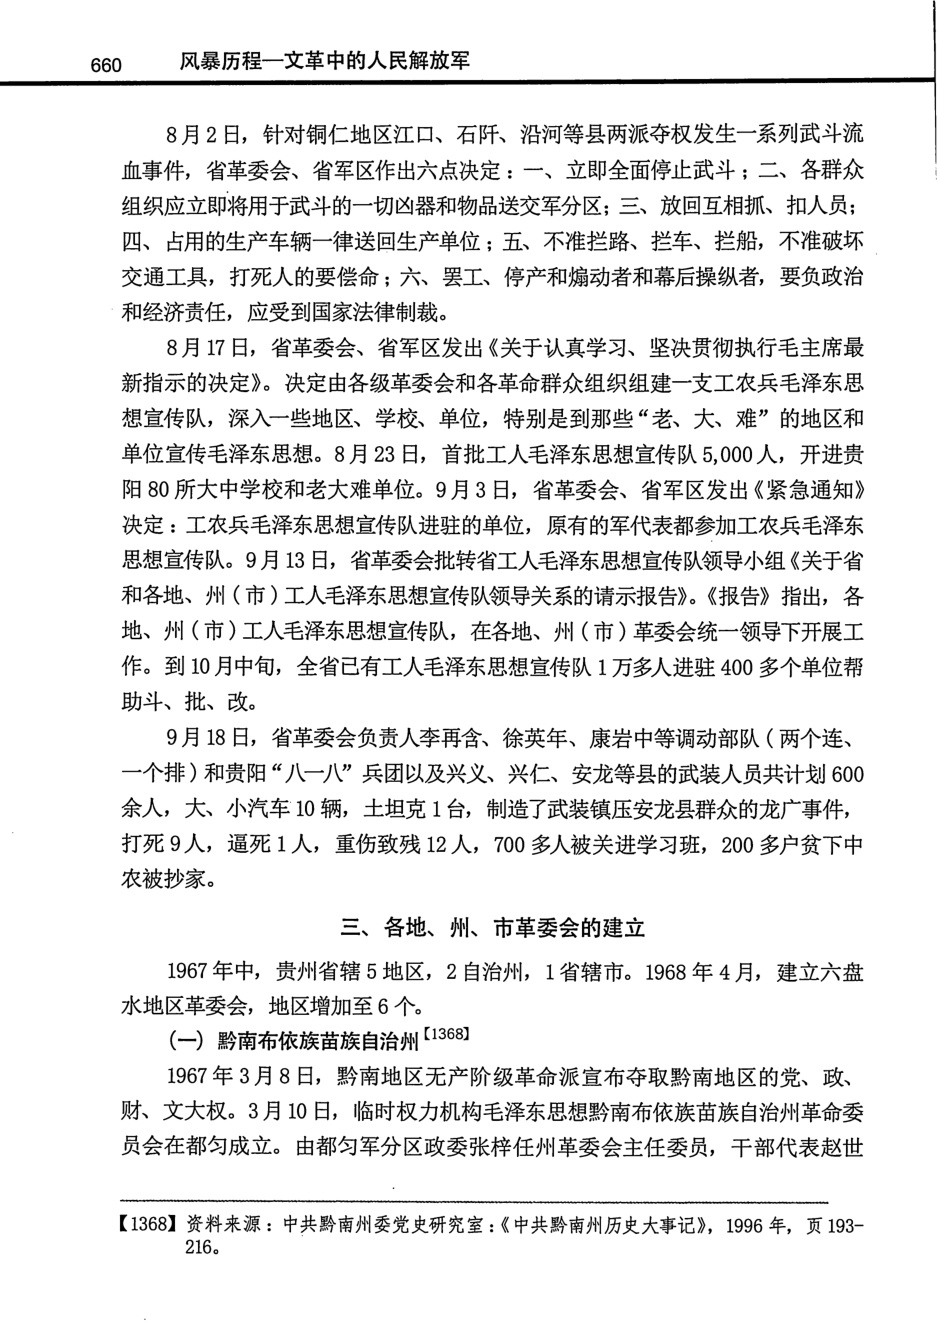 660 风暴历程—文革中的人民解放军
8月2日，针对铜仁地区江口、石阡、沿河等县两派夺权发生一系列武斗流
血事件，省革委会、省军区作出六点决定：一、立即全面停止武斗；二、各群众
组织应立即将用于武斗的一切凶器和物品送交军分区；三、放回互相抓、扣人员；
四、占用的生产车辆一律送回生产单位；五、不准拦路、拦车、拦船，不准破坏
交通工具，打死人的要偿命；六、罢工、停产和煽动者和幕后操纵者，要负政治
和经济责任，应受到国家法律制裁。
8月17日，省革委会、省军区发出《关于认真学习、坚决贯彻执行毛主席最
新指示的决定》。决定由各级革委会和各革命群众组织组建一支工农兵毛泽东思
想宣传队，深入一些地区、学校、单位，特别是到那些“老、大、难”的地区和
单位宣传毛泽东思想。8月23日，首批工人毛泽东思想宣传队5,000人，开进贵
阳80所大中学校和老大难单位。9月3日，省革委会、省军区发出《紧急通知》
决定：工农兵毛泽东思想宣传队进驻的单位，原有的军代表都参加工农兵毛泽东
思想宣传队。9月13日，省革委会批转省工人毛泽东思想宣传队领导小组《关于省
和各地、州（市）工人毛泽东思想宣传队领导关系的请示报告》。《报告》指出，各
地、州（市）工人毛泽东思想宣传队，在各地、州（市）革委会统一领导下开展工
作。到10月中旬，全省已有工人毛泽东思想宣传队1万多人进驻400多个单位帮
助斗、批、改。
9月18日，省革委会负责人李再含、徐英年、康岩中等调动部队（两个连、
一个排）和贵阳“八一八”兵团以及兴义、兴仁、安龙等县的武装人员共计划600
余人，大、小汽车10辆，土坦克1台，制造了武装镇压安龙县群众的龙广事件，
打死9人，逼死1人，重伤致残12人，700多人被关进学习班，200多户贫下中
农被抄家。
三、各地、州、市革委会的建立
1967年中，贵州省辖5地区，2自治州，1省辖市。1968年4月，建立六盘
水地区革委会，地区增加至6个。
(一) 黔南布依族苗族自治州【1368】
1967年3月8日，黔南地区无产阶级革命派宣布夺取黔南地区的党、政、
财、文大权。3月10日，临时权力机构毛泽东思想黔南布依族苗族自治州革命委
员会在都匀成立。由都匀军分区政委张梓任州革委会主任委员，干部代表赵世
【1368】资料来源：中共黔南州委党史研究室：《中共黔南州历史大事记》，1996年，页193-
216。